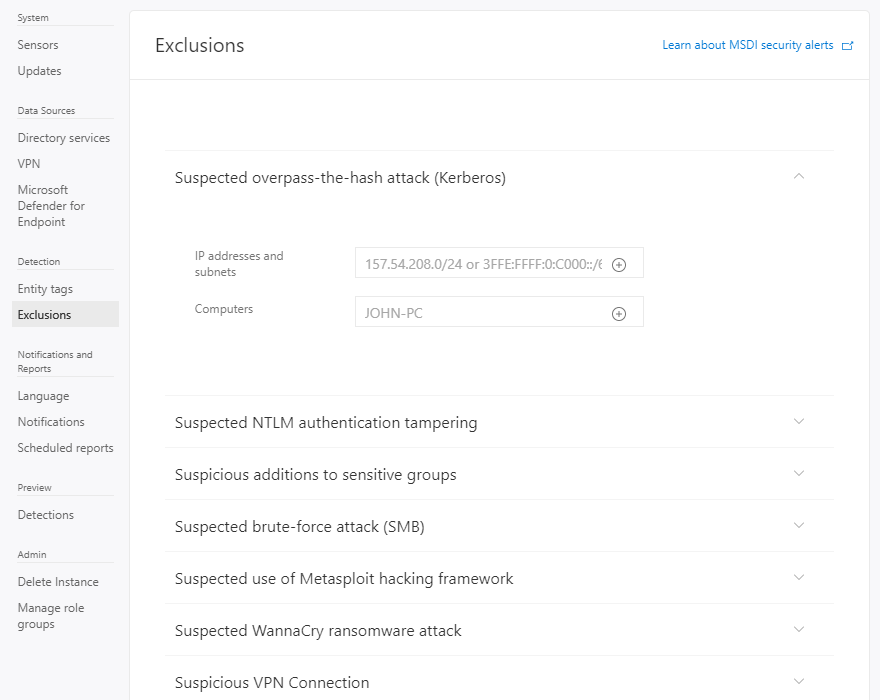 System
Sensors
Updates
Data Sources
Directory services
VPN
Microsoft
Defender for
Endpoint
Detection
Entity tags
Exclusions
Notifications and
Reports
Language
Notifications
Scheduled reports
Preview
Detections
Admin
Delete Instance
Manage role
groups
Exclusions
Learn about MSDI security alerts
Suspected overpass-the-hash attack (Kerberos)
IP addresses and
subnets
157.54.208.0/24 or 3FFE:FFFF:0:C000::/6
Computers
JOHN-PC
Suspected NTLM authentication tampering
Suspicious additions to sensitive groups
Suspected brute-force attack (SMB)
Suspected use of Metasploit hacking framework
Suspected WannaCry ransomware attack
Suspicious VPN Connection